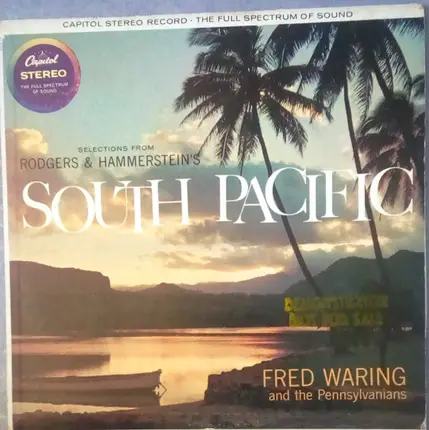 CAPITOL STEREO RECORD · THE FULL SPECTRUM OF SOUND
Capitol
STEREO
THE FULL SPECTRUM
OF SOUND
SELECTIONS FROM
RODGERS & HAMMERSTEIN'S
SOUTH PACIFIC
DEMONSTRATION
NOT FOR SALE
FRED WARING
and the Pennsylvanians